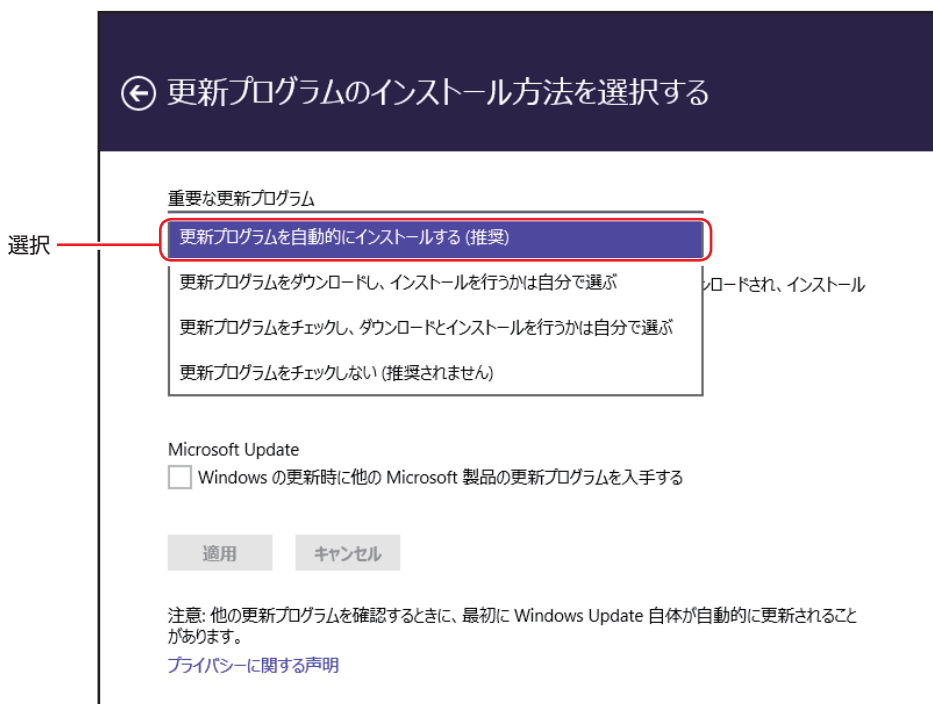 更新プログラムのインストール方法を選択する
重要な更新プログラム
選択
更新プログラムを自動的にインストールする (推奨)
更新プログラムをダウンロードし、インストールを行うかは自分で選ぶ
ンロードされ、インストール
更新プログラムをチェックし、ダウンロードとインストールを行うかは自分で選ぶ
更新プログラムをチェックしない (推奨されません)
Microsoft Update
Windows の更新時に他の Microsoft 製品の更新プログラムを入手する
適用
キャンセル
注意: 他の更新プログラムを確認するときに、最初に Windows Update 自体が自動的に更新されること
があります。
プライバシーに関する声明